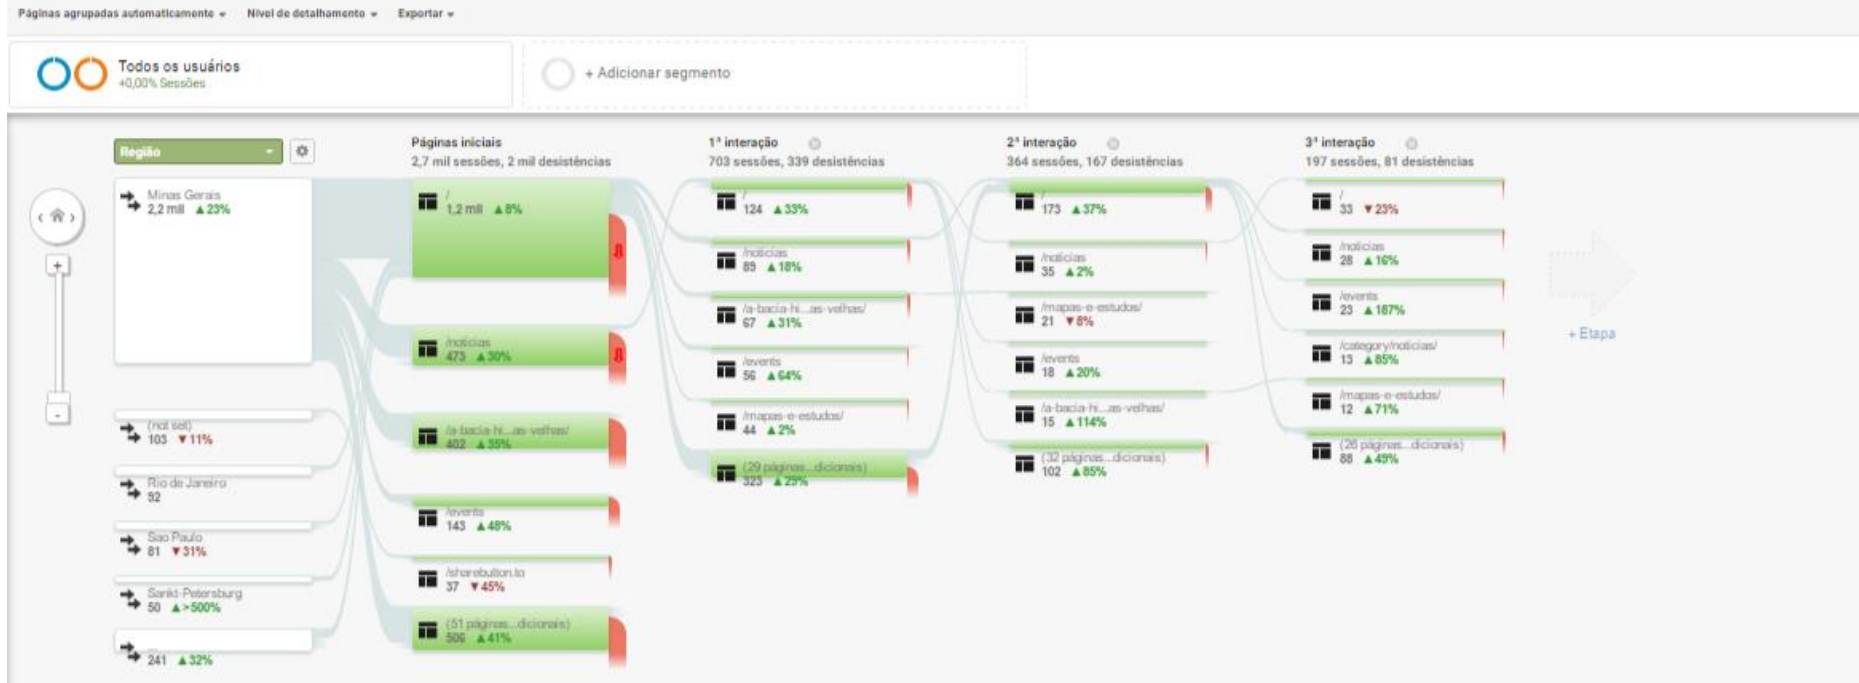 Páginas agrupadas automaticamente Nível de detalhamento Exportar
Todos os usuários
+0,00% Sessões
+ Adicionar segmento
Região
Minas Gerais
2,2 mil ▲23%
(not set)
103 ▼11%
Rio de Janeiro
92
Sao Paulo
81 ▼31%
Sankt-Petersburg
50 ▲>500%
...
241 ▲32%
Páginas iniciais
2,7 mil sessões, 2 mil desistências
/
1,2 mil ▲8%
/noticias
473 ▲30%
/a-bacia-hi...as-velhas/
402 ▲35%
/events
143 ▲48%
/sharebutton.to
37 ▼45%
(51 páginas...dicionais)
506 ▲41%
1ª interação
703 sessões, 339 desistências
/
124 ▲33%
/noticias
89 ▲18%
/a-bacia-hi...as-velhas/
67 ▲31%
/events
56 ▲64%
/mapas-e-estudos/
44 ▲2%
(29 páginas...dicionais)
323 ▲29%
2ª interação
364 sessões, 167 desistências
/
173 ▲37%
/noticias
35 ▲2%
/mapas-e-estudos/
21 ▼8%
/events
18 ▲20%
/a-bacia-hi...as-velhas/
15 ▲114%
(32 páginas...dicionais)
102 ▲85%
3ª interação
197 sessões, 81 desistências
/
33 ▼23%
/noticias
28 ▲16%
/events
23 ▲187%
/category/noticias/
13 ▲85%
/mapas-e-estudos/
12 ▲71%
(26 páginas...dicionais)
88 ▲49%
+ Etapa